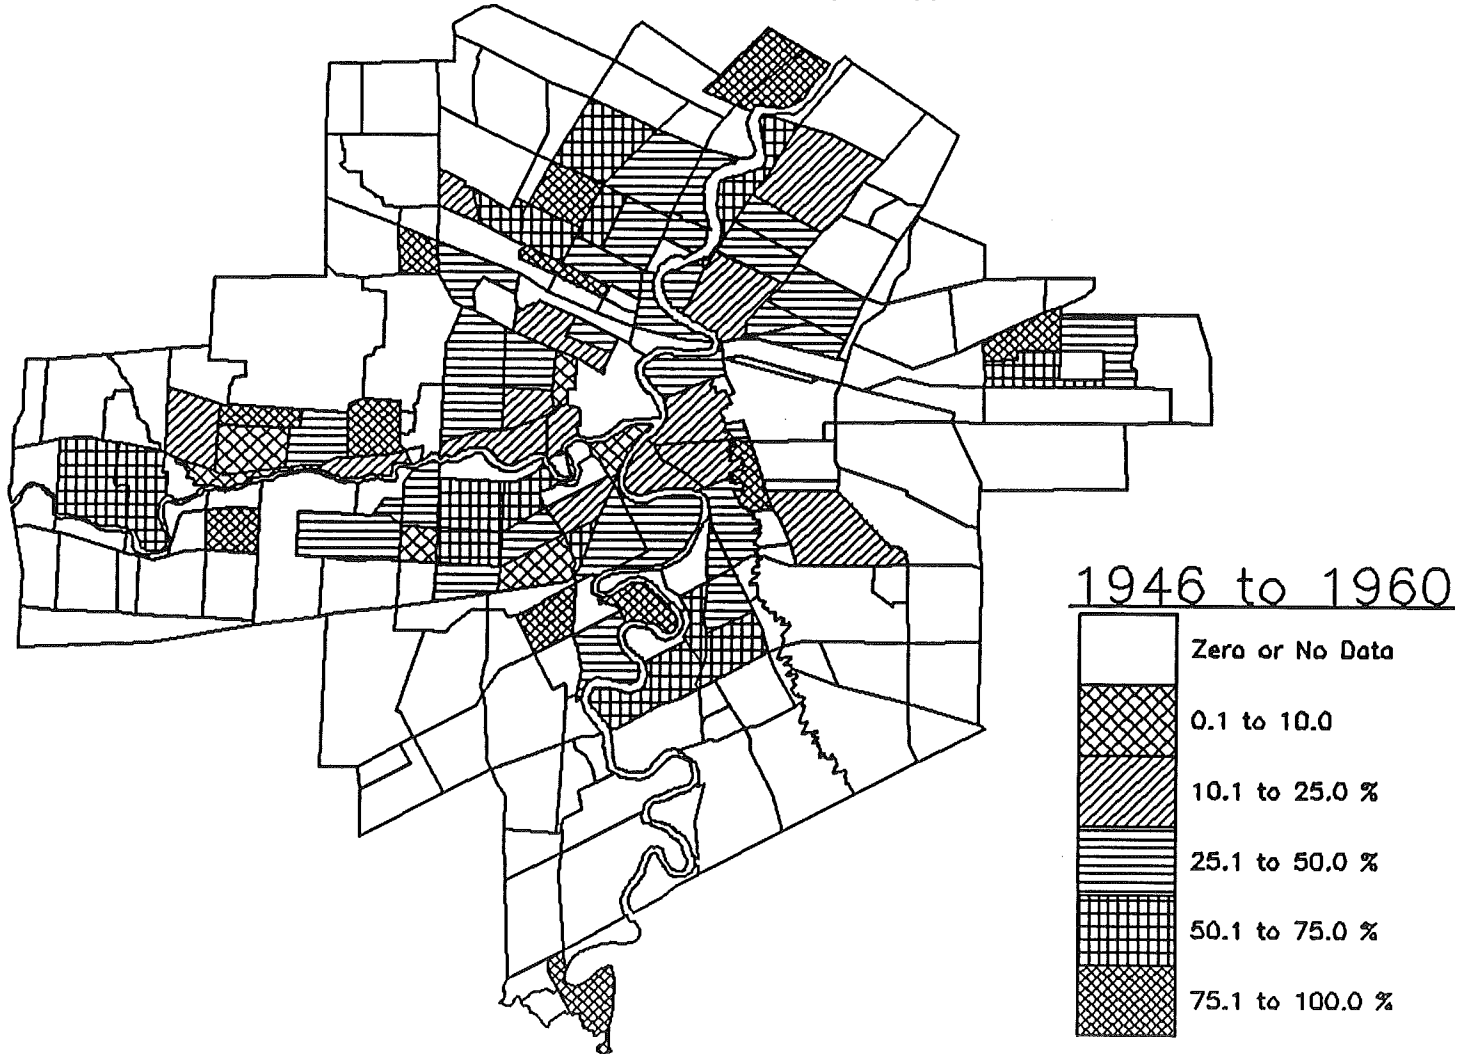 1946 to 1960
Zero or No Data
0.1 to 10.0
10.1 to 25.0 %
25.1 to 50.0 %
50.1 to 75.0 %
75.1 to 100.0 %